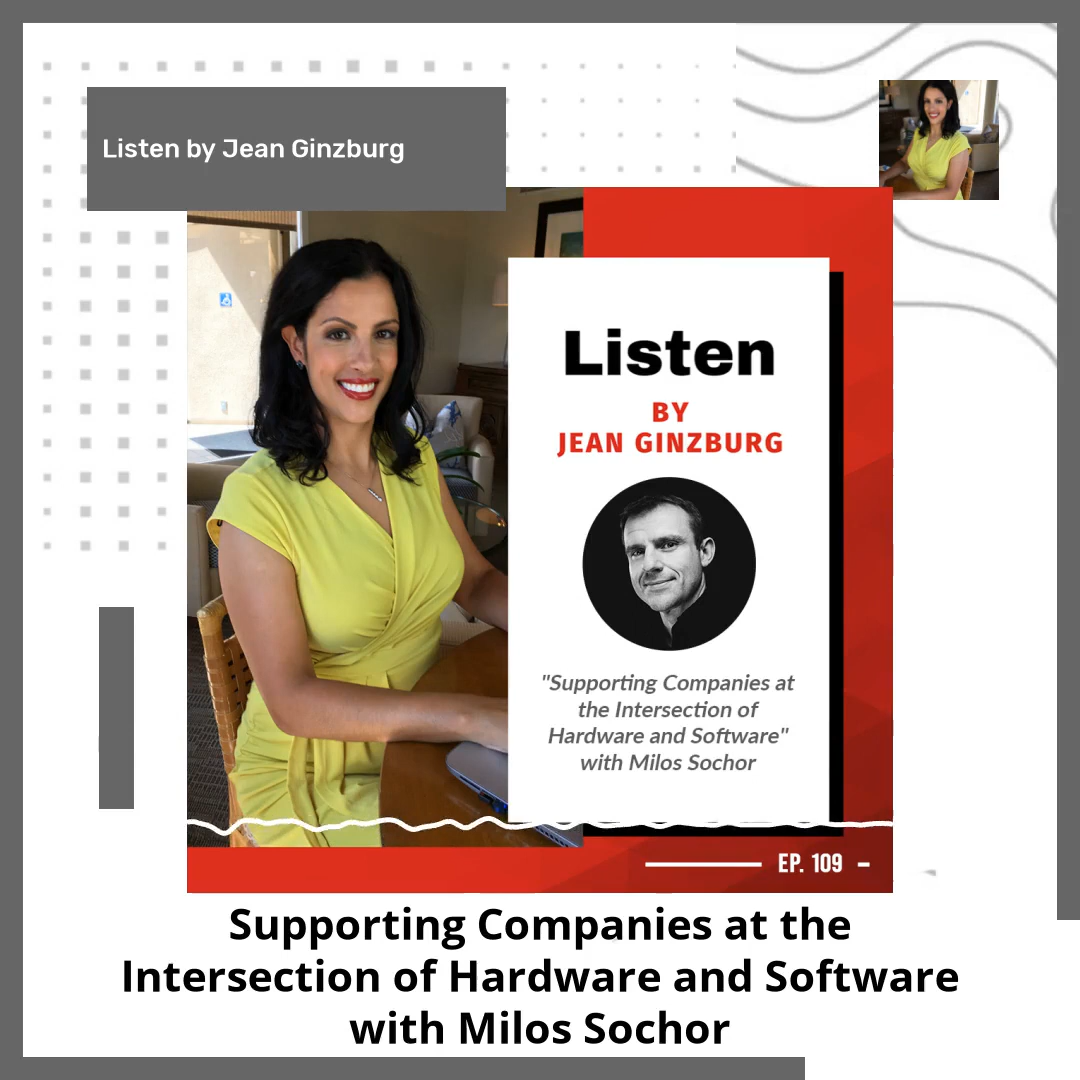 Listen by Jean Ginzburg
Listen
BY
JEAN GINZBURG
"Supporting Companies at
the Intersection of
Hardware and Software"
with Milos Sochor
EP. 109
Supporting Companies at the
Intersection of Hardware and Software
with Milos Sochor